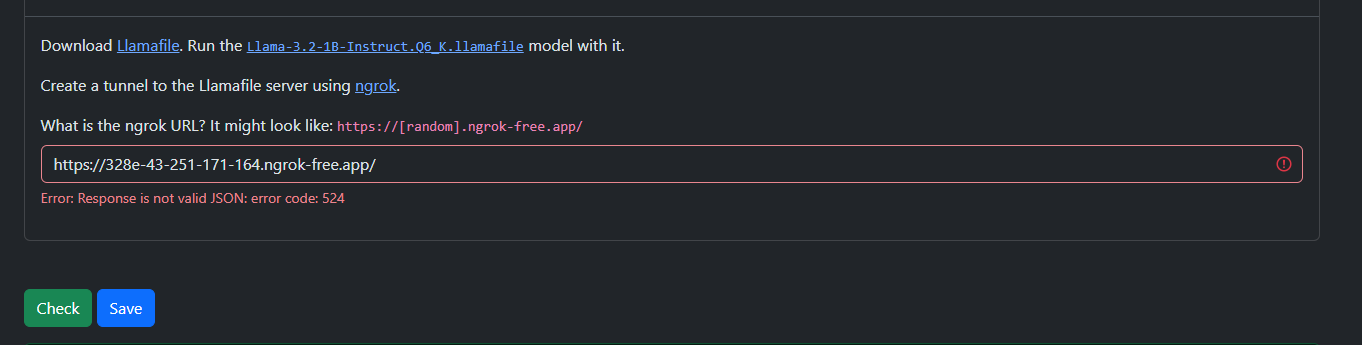 Download Llamafile. Run the Llama-3.2-1B-Instruct.Q6_K.llamafile model with it.
Create a tunnel to the Llamafile server using ngrok.
What is the ngrok URL? It might look like: https://[random].ngrok-free.app/
https://328e-43-251-171-164.ngrok-free.app/
Error: Response is not valid JSON: error code: 524
Check Save